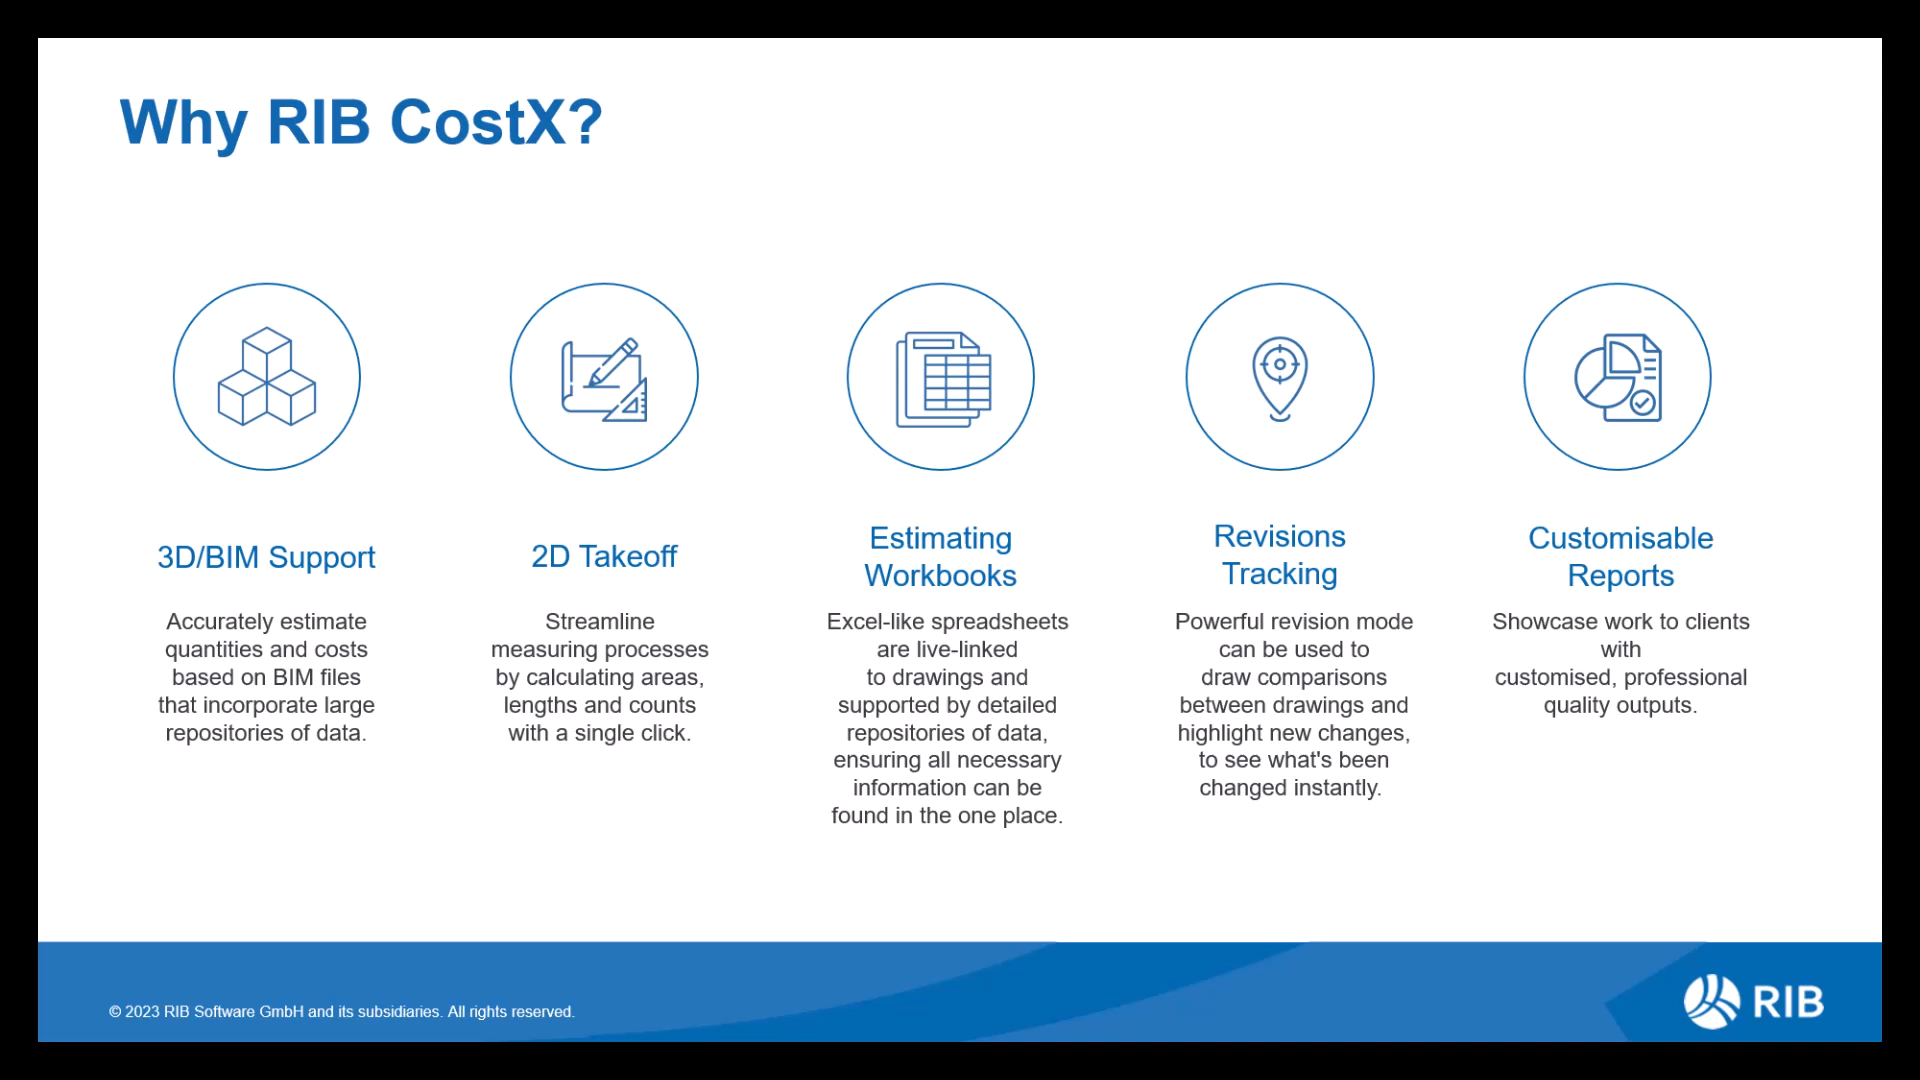 Why RIB CostX?
3D/BIM Support
Accurately estimate
quantities and costs
based on BIM files
that incorporate large
repositories of data.
2D Takeoff
Streamline
measuring processes
by calculating areas,
lengths and counts
with a single click.
Estimating
Workbooks
Excel-like spreadsheets
are live-linked
to drawings and
supported by detailed
repositories of data,
ensuring all necessary
information can be
found in the one place.
Revisions
Tracking
Powerful revision mode
can be used to
draw comparisons
between drawings and
highlight new changes,
to see what's been
changed instantly.
Customisable
Reports
Showcase work to clients
with
customised, professional
quality outputs.
© 2023 RIB Software GmbH and its subsidiaries. All rights reserved.
RIB